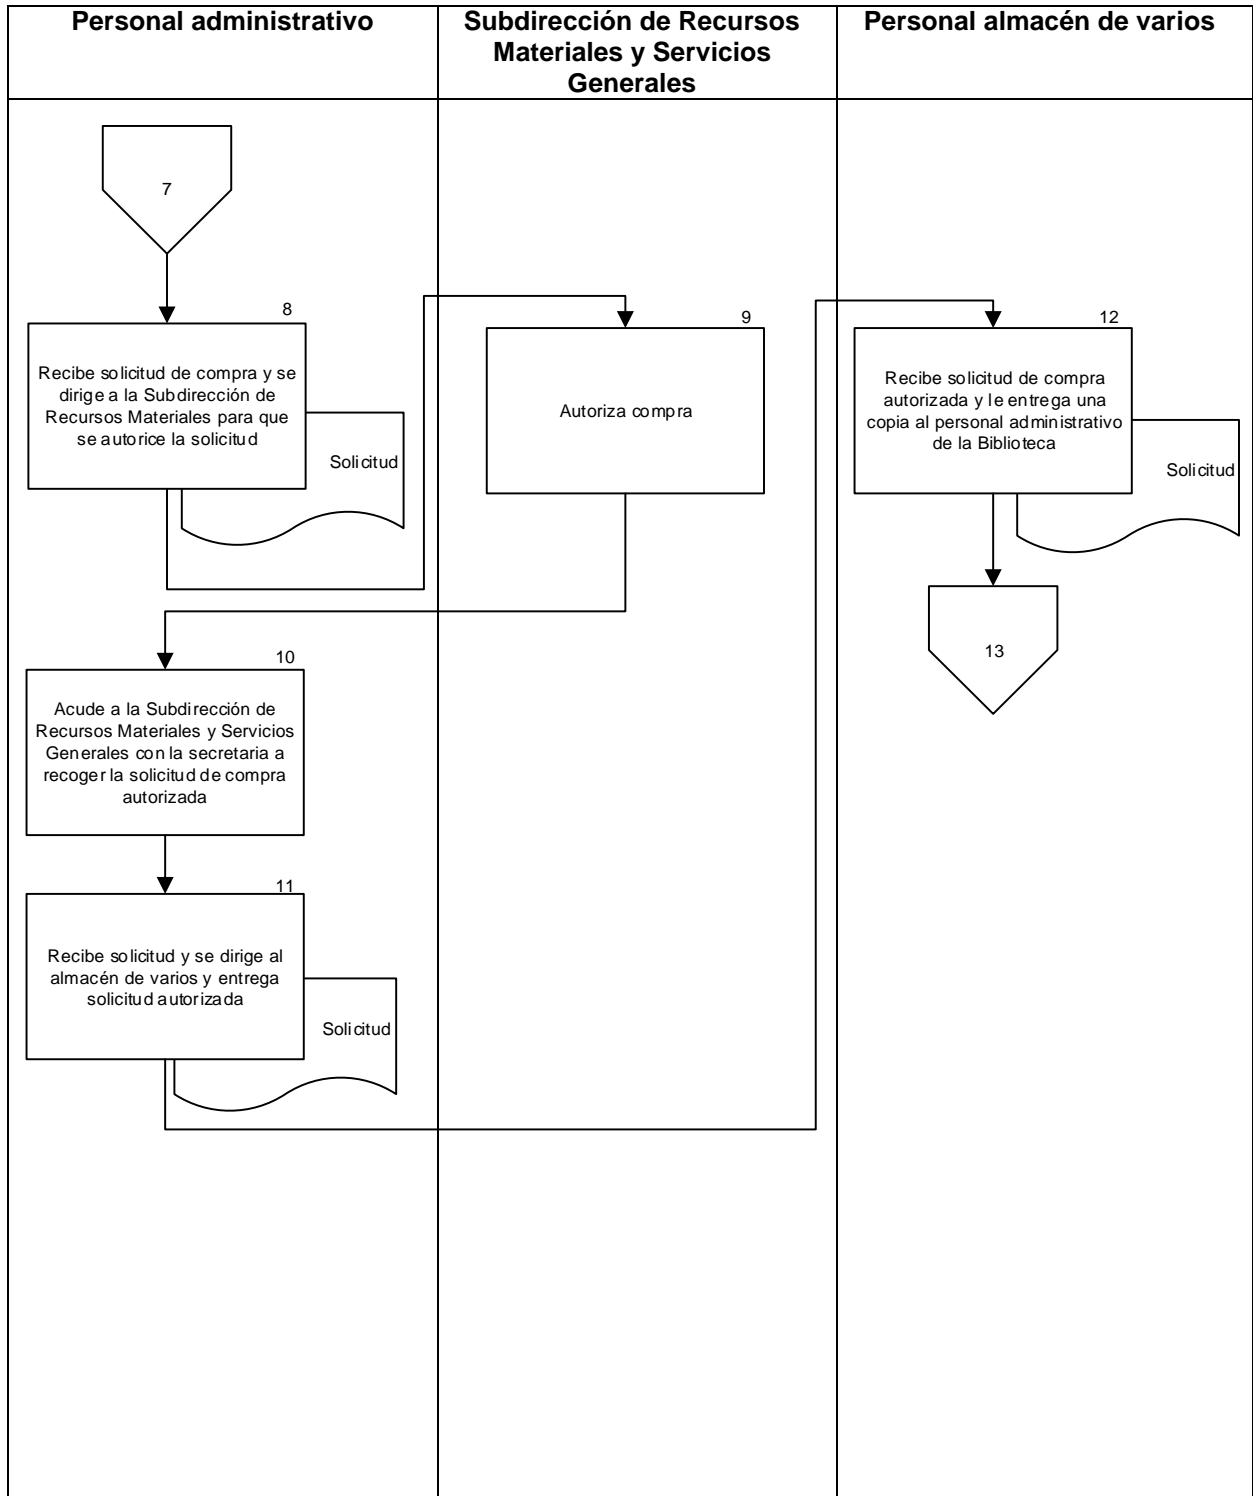 Personal administrativo
Subdirección de Recursos
Materiales y Servicios
Generales
Personal almacén de varios
7
8
Recibe solicitud de compra y se
dirige a la Subdirección de
Recursos Materiales para que
se autorice la solicitud
Solicitud
9
Autoriza compra
10
Acude a la Subdirección de
Recursos Materiales y Servicios
Generales con la secretaria a
recoger la solicitud de compra
autorizada
11
Recibe solicitud y se dirige al
almacén de varios y entrega
solicitud autorizada
Solicitud
12
Recibe solicitud de compra
autorizada y le entrega una
copia al personal administrativo
de la Biblioteca
Solicitud
13